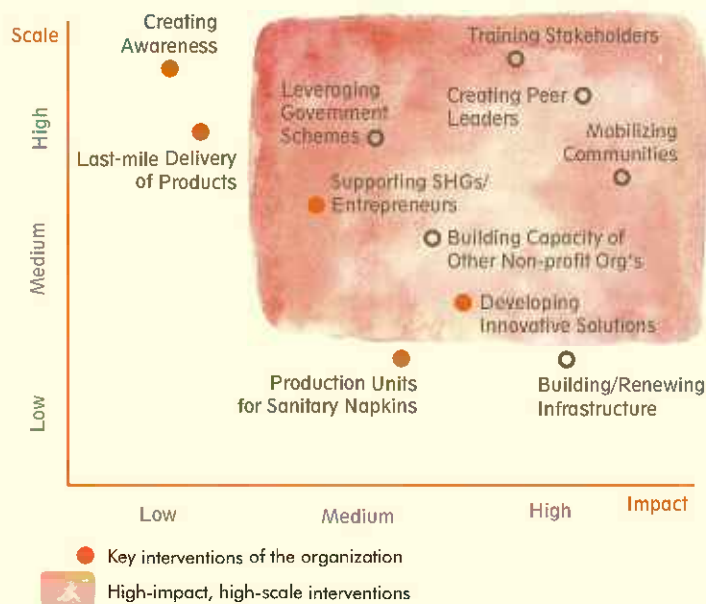 Scale
Creating
Awareness
Training Stakeholders
Leveraging
Government
Schemes
Creating Peer
Leaders
High
Last-mile Delivery
of Products
Mobilizing
Communities
Supporting SHGs/
Entrepreneurs
Medium
Building Capacity of
Other Non-profit Org's
Developing
Innovative Solutions
Production Units
for Sanitary Napkins
Building/Renewing
Infrastructure
Low
Low
Medium
High
Impact
Key interventions of the organization
High-impact, high-scale interventions